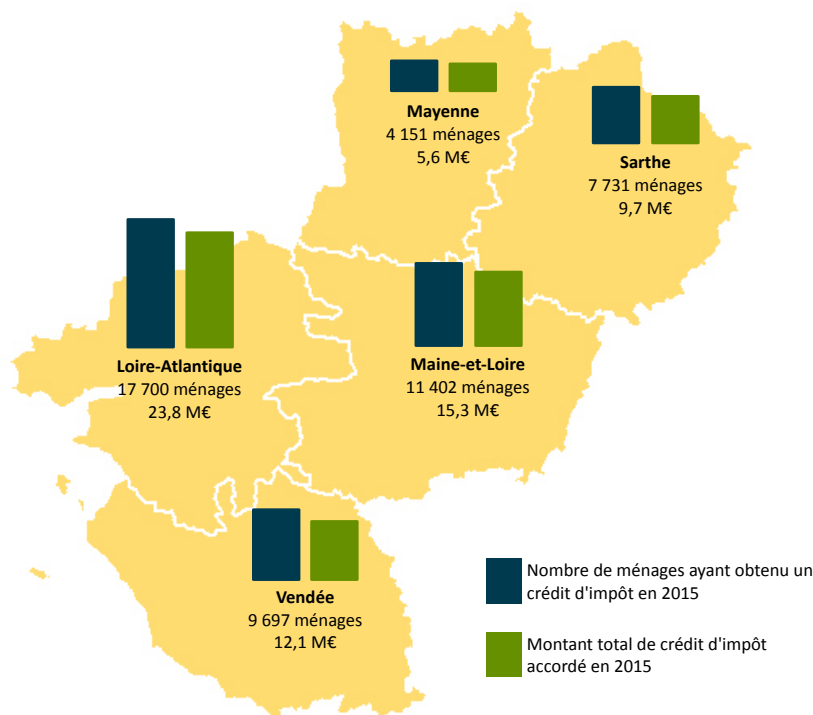 Mayenne
4 151 ménages
5,6 M€
Sarthe
7 731 ménages
9,7 M€
Loire-Atlantique
17 700 ménages
23,8 M€
Maine-et-Loire
11 402 ménages
15,3 M€
Vendée
9 697 ménages
12,1 M€
Nombre de ménages ayant obtenu un
crédit d'impôt en 2015
Montant total de crédit d'impôt
accordé en 2015